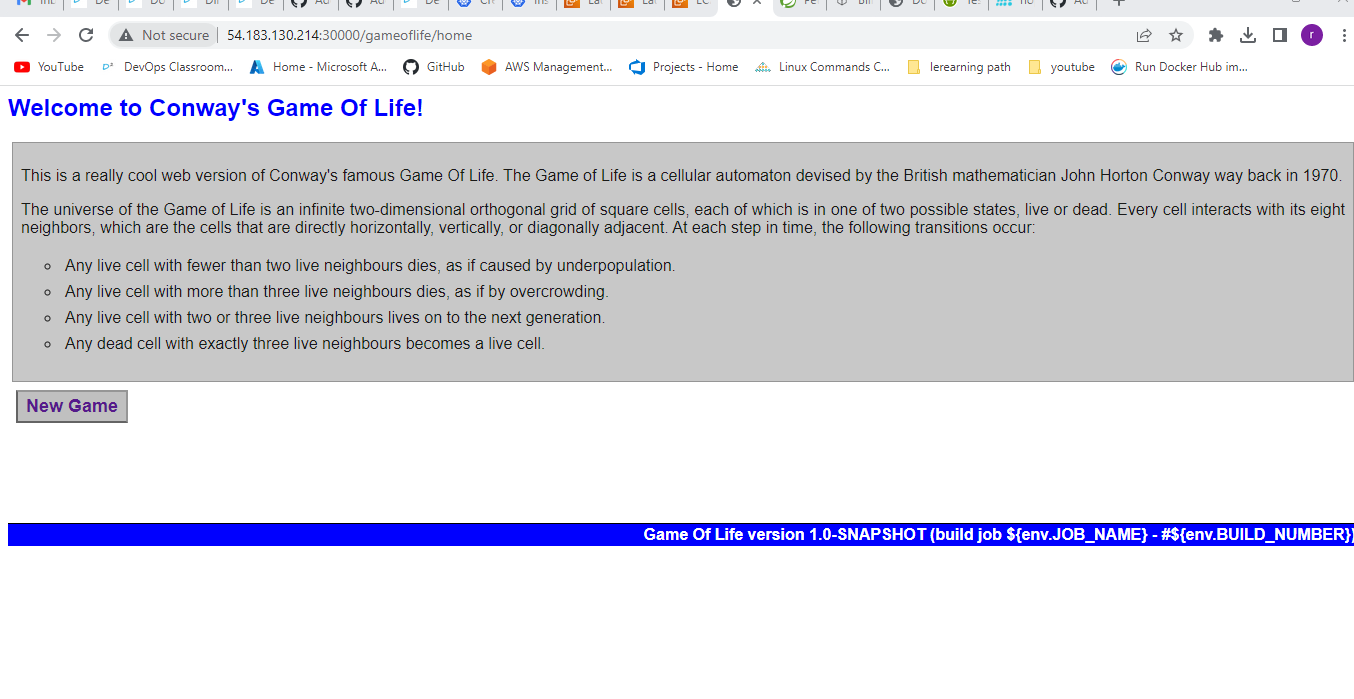 Not secure 54.183.130.214:30000/gameoflife/home
r
YouTube DevOps Classroom... Home - Microsoft A... GitHub AWS Management... Projects - Home Linux Commands C... lerearning path youtube Run Docker Hub im...
Welcome to Conway's Game Of Life!
This is a really cool web version of Conway's famous Game Of Life. The Game of Life is a cellular automaton devised by the British mathematician John Horton Conway way back in 1970.
The universe of the Game of Life is an infinite two-dimensional orthogonal grid of square cells, each of which is in one of two possible states, live or dead. Every cell interacts with its eight
neighbors, which are the cells that are directly horizontally, vertically, or diagonally adjacent. At each step in time, the following transitions occur:
Any live cell with fewer than two live neighbours dies, as if caused by underpopulation.
Any live cell with more than three live neighbours dies, as if by overcrowding.
Any live cell with two or three live neighbours lives on to the next generation.
Any dead cell with exactly three live neighbours becomes a live cell.
New Game
Game Of Life version 1.0-SNAPSHOT (build job ${env.JOB_NAME} - #${env.BUILD_NUMBER})